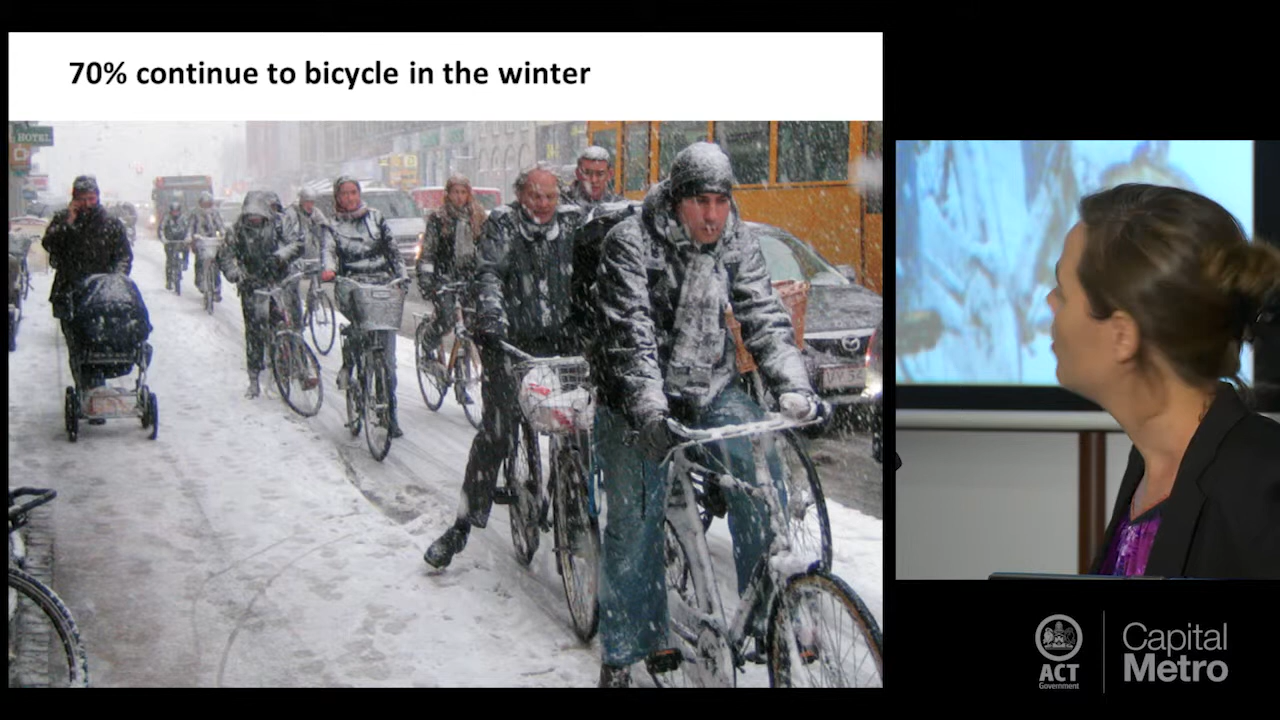 70% continue to bicycle in the winter
HOTEL
ACT
Government
Capital
Metro